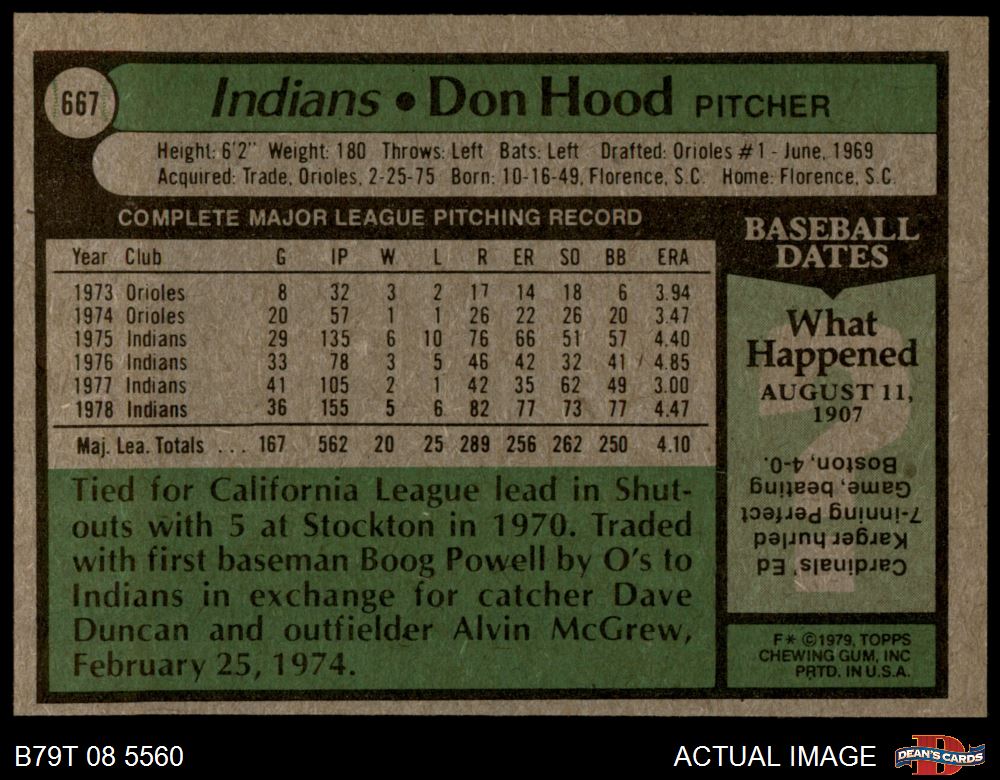 667
Indians • Don Hood PITCHER
Height: 6'2" Weight: 180 Throws: Left Bats: Left Drafted: Orioles #1 - June, 1969
Acquired: Trade, Orioles, 2-25-75 Born: 10-16-49, Florence, S.C. Home: Florence, S.C.
COMPLETE MAJOR LEAGUE PITCHING RECORD
Year Club G IP W L R ER SO BB ERA
1973 Orioles 8 32 3 2 17 14 18 6 3.94
1974 Orioles 20 57 1 1 26 22 26 20 3.47
1975 Indians 29 135 6 10 76 66 51 57 4.40
1976 Indians 33 78 3 5 46 42 32 41 4.85
1977 Indians 41 105 2 1 42 35 62 49 3.00
1978 Indians 36 155 5 6 82 77 73 77 4.47
Maj. Lea. Totals ... 167 562 20 25 289 256 262 250 4.10
Tied for California League lead in Shut-
outs with 5 at Stockton in 1970. Traded
with first baseman Boog Powell by O's to
Indians in exchange for catcher Dave
Duncan and outfielder Alvin McGrew,
February 25, 1974.
BASEBALL
DATES
What
Happened
AUGUST 11,
1907
Cardinals' Ed
Karger hurled
7-inning Perfect
Game, beating
Boston, 4-0.
F* ©1979, TOPPS
CHEWING GUM, INC
PRTD. IN U.S.A.
B79T 08 5560
ACTUAL IMAGE
DEAN'S CARDS